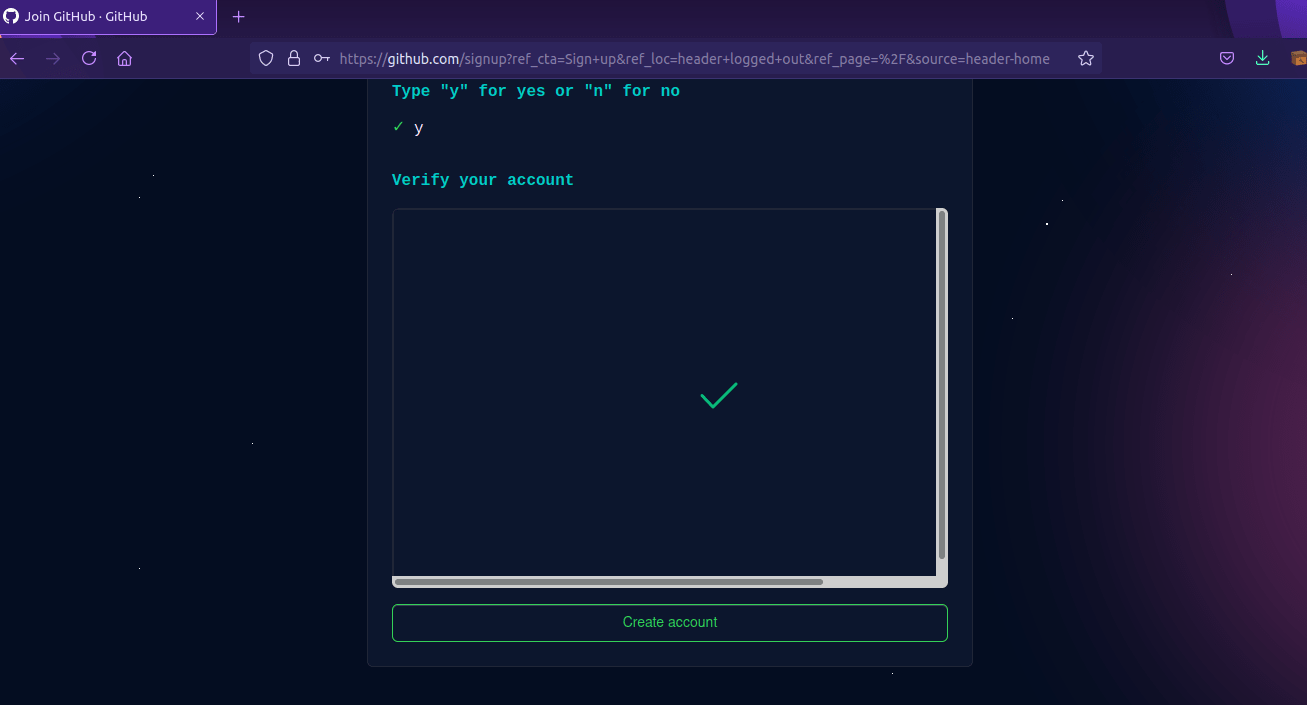 Join GitHub · GitHub
https://github.com/signup?ref_cta=Sign+up&ref_loc=header+logged+out&ref_page=%2F&source=header-home
Type "y" for yes or "n" for no
✓ y
Verify your account
Create account